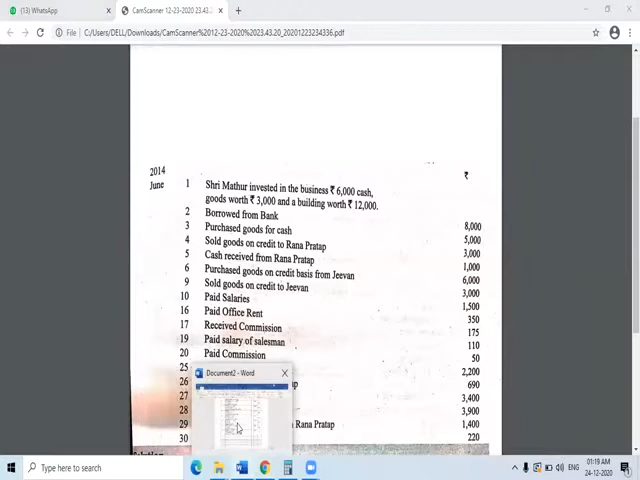 (13) WhatsApp
CamScanner 12-23-2020 23.43.2
File
C:/Users/DELL/Downloads/CamScanner%2012-23-2020%2023.43.20_20201223234336.pdf
2014
₹
June 1 Shri Mathur invested in the business ₹ 6,000 cash,
goods worth ₹ 3,000 and a building worth ₹ 12,000.
2 Borrowed from Bank 8,000
3 Purchased goods for cash 5,000
4 Sold goods on credit to Rana Pratap 3,000
5 Cash received from Rana Pratap 1,000
6 Purchased goods on credit basis from Jeevan 6,000
9 Sold goods on credit to Jeevan 3,000
10 Paid Salaries 1,500
16 Paid Office Rent 350
17 Received Commission 175
19 Paid salary of salesman 110
20 Paid Commission 50
25 2,200
Document2 - Word
26 ap 690
3,400
28 3,900
29 Rana Pratap 1,400
30 220
Solution
Type here to search
ENG
01:19 AM
24-12-2020